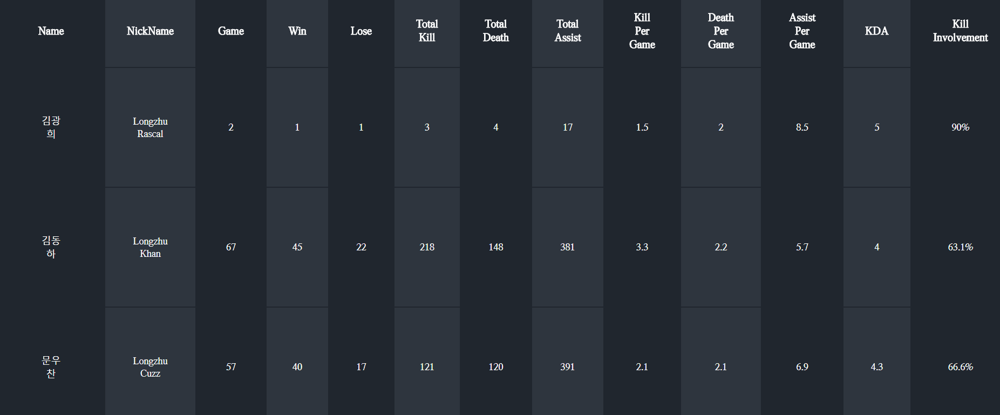 Name NickName Game Win Lose Total Kill Total Death Total Assist Kill Per Game Death Per Game Assist Per Game KDA Kill Involvement
김광희 Longzhu Rascal 2 1 1 3 4 17 1.5 2 8.5 5 90%
김동하 Longzhu Khan 67 45 22 218 148 381 3.3 2.2 5.7 4 63.1%
문우찬 Longzhu Cuzz 57 40 17 121 120 391 2.1 2.1 6.9 4.3 66.6%